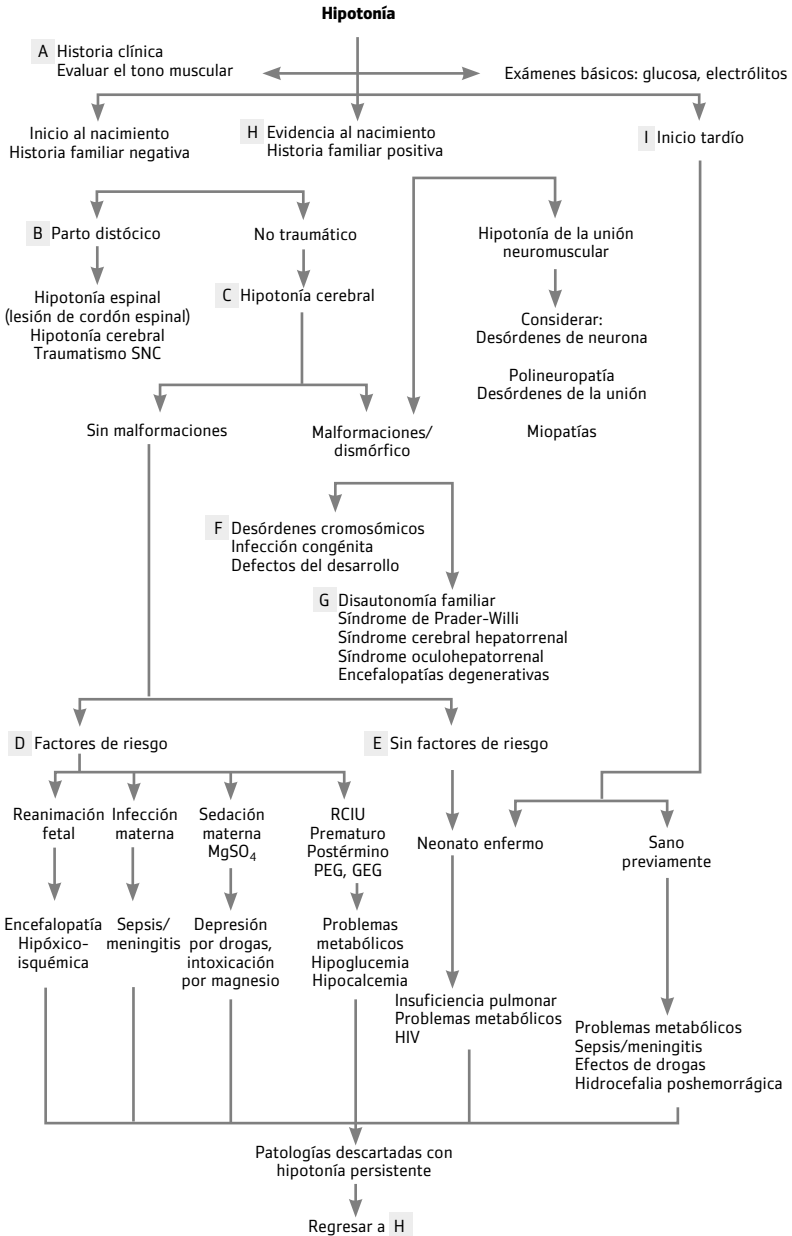 Hipotonía
A Historia clínica
Evaluar el tono muscular
Exámenes básicos: glucosa, electrólitos
Inicio al nacimiento
Historia familiar negativa
H Evidencia al nacimiento
Historia familiar positiva
I Inicio tardío
B Parto distócico
No traumático
Hipotonía de la unión
neuromuscular
Hipotonía espinal
(lesión de cordón espinal)
Hipotonía cerebral
Traumatismo SNC
C Hipotonía cerebral
Considerar:
Desórdenes de neurona
Polineuropatía
Desórdenes de la unión
Miopatías
Sin malformaciones
Malformaciones/
dismórfico
F Desórdenes cromosómicos
Infección congénita
Defectos del desarrollo
G Disautonomía familiar
Síndrome de Prader-Willi
Síndrome cerebral hepatorrenal
Síndrome oculohepatorrenal
Encefalopatías degenerativas
D Factores de riesgo
E Sin factores de riesgo
Reanimación
fetal
Infección
materna
Sedación
materna
MgSO₄
RCIU
Prematuro
Postérmino
PEG, GEG
Neonato enfermo
Sano
previamente
Encefalopatía
Hipóxico-
isquémica
Sepsis/
meningitis
Depresión
por drogas,
intoxicación
por magnesio
Problemas
metabólicos
Hipoglucemia
Hipocalcemia
Insuficiencia pulmonar
Problemas metabólicos
HIV
Problemas metabólicos
Sepsis/meningitis
Efectos de drogas
Hidrocefalia poshemorrágica
Patologías descartadas con
hipotonía persistente
Regresar a H